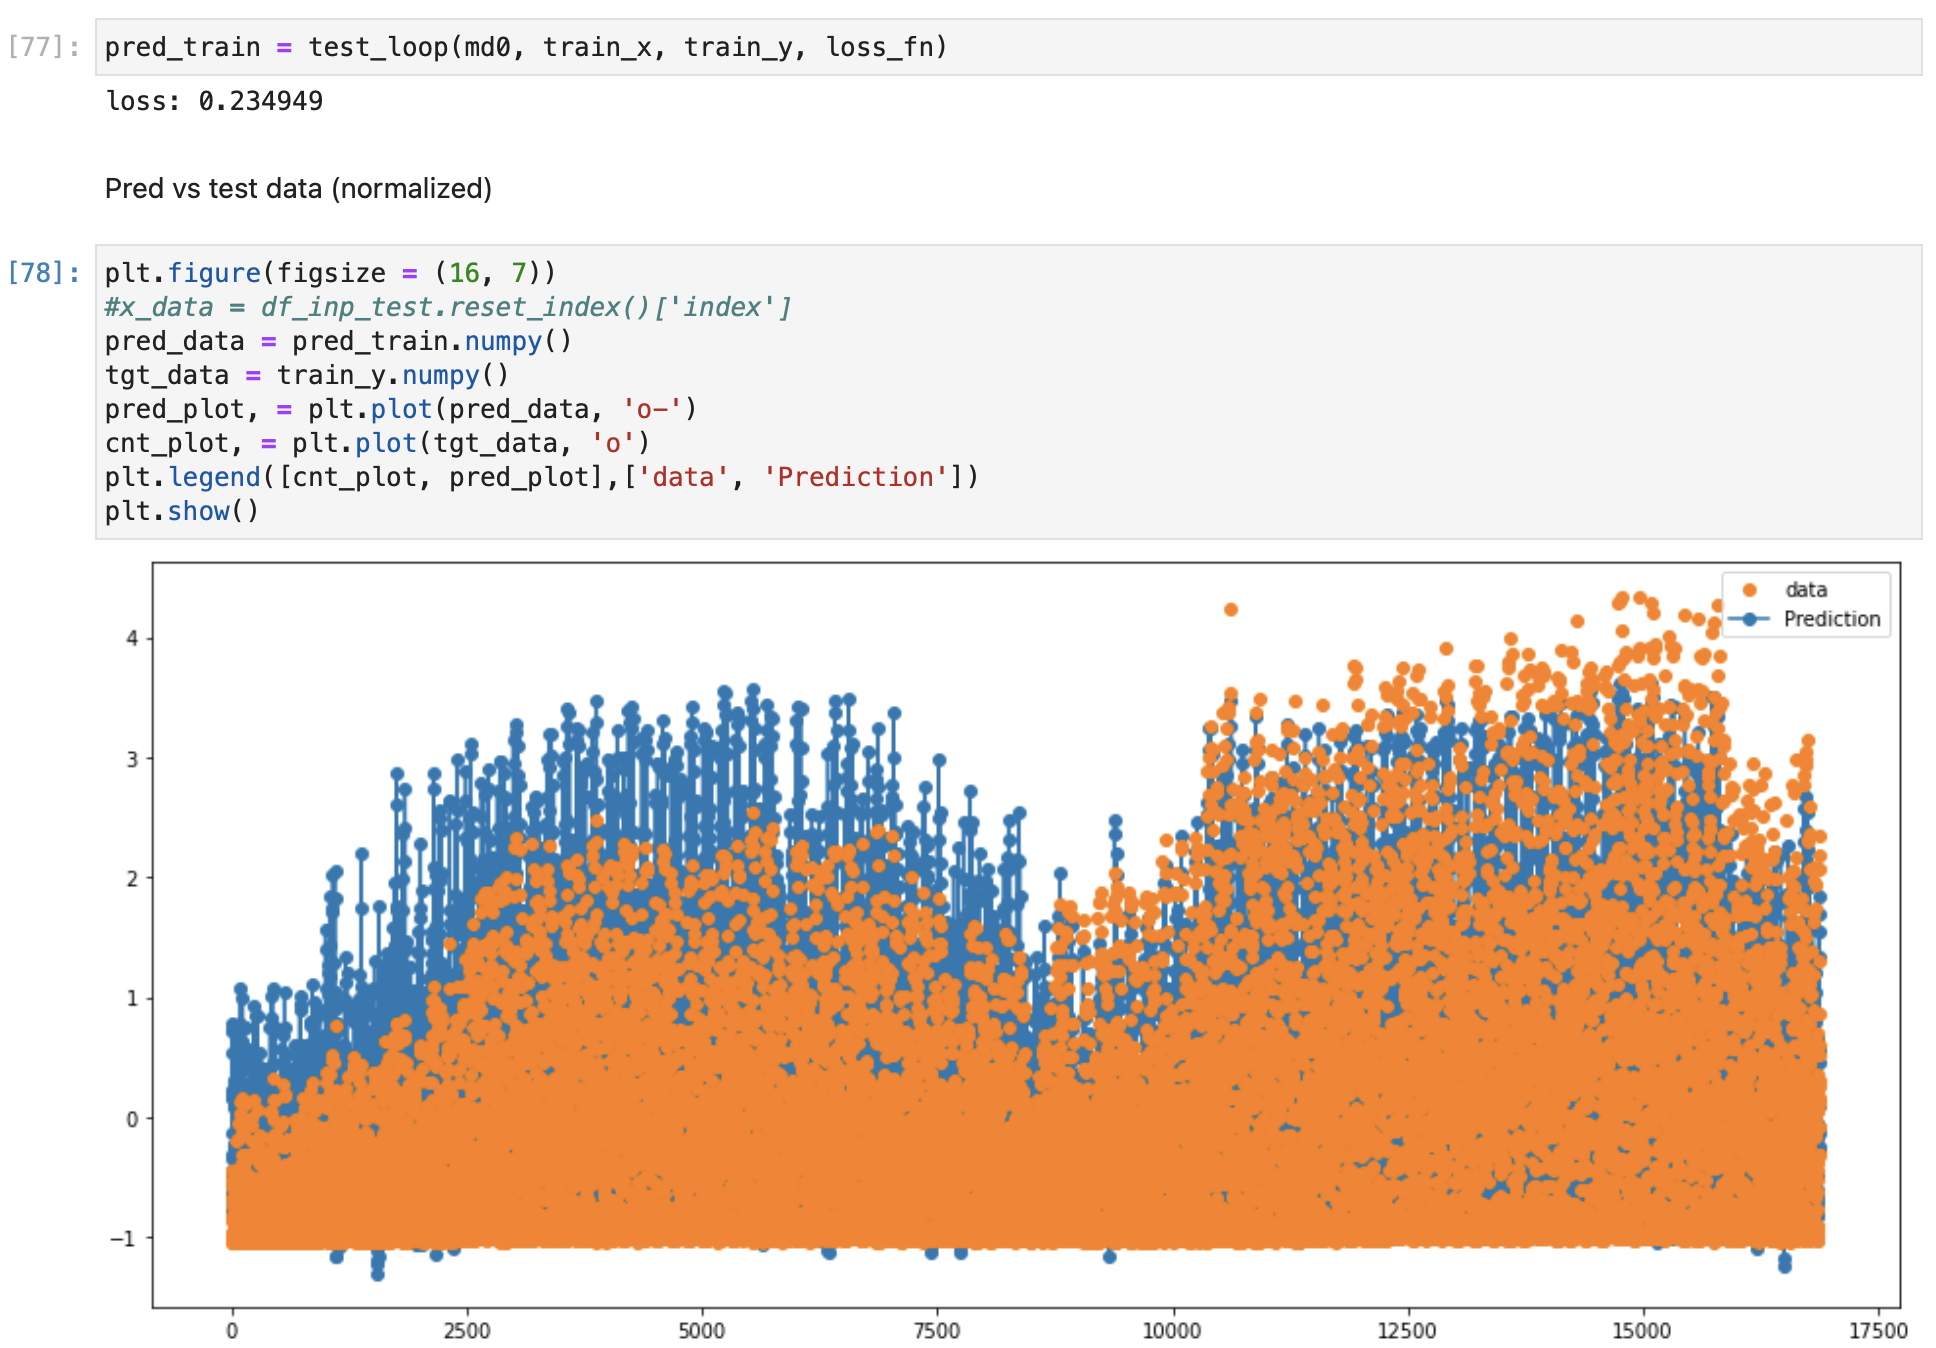 [77]: pred_train = test_loop(md0, train_x, train_y, loss_fn)
loss: 0.234949
Pred vs test data (normalized)
[78]: plt.figure(figsize = (16, 7))
#x_data = df_inp_test.reset_index()['index']
pred_data = pred_train.numpy()
tgt_data = train_y.numpy()
pred_plot, = plt.plot(pred_data, 'o-')
cnt_plot, = plt.plot(tgt_data, 'o')
plt.legend([cnt_plot, pred_plot],['data', 'Prediction'])
plt.show()
data
Prediction
4
3
2
1
0
−1
0 2500 5000 7500 10000 12500 15000 17500